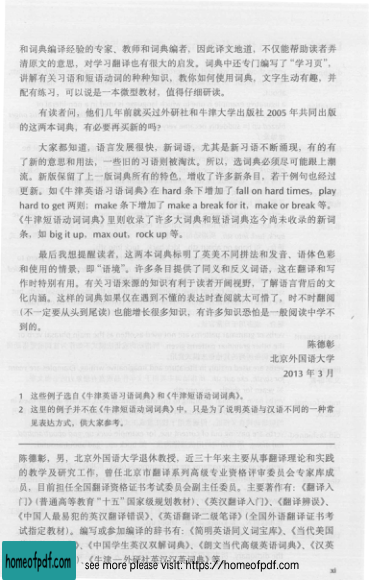 和词典编译经验的专家、教师和词典编者，因此译文地道，不仅能帮助读者弄
清原文的意思，对学习翻译也有很大的启发。词典中还专门编写了“学习页”，
讲解有关习语和短语动词的种种知识，教你如何使用词典，文字生动有趣，并
配有练习，可以说是一本微型教材，值得仔细研读。
有读者问，他们几年前就买过外研社和牛津大学出版社 2005 年共同出版
的这两本词典，有必要再买新的吗？
大家都知道，语言发展很快，新词语，尤其是新习语不断涌现，有的有
了新的意思和用法，一些旧的习语则被淘汰。所以，选词典必须尽可能跟上潮
流。新版保留了上一版词典所有的特色，增收了许多新条目，若干例句也经过
更新。如《牛津英语习语词典》在 hard 条下增加了 fall on hard times，play
hard to get 两则；make 条下增加了 make a break for it，make or break 等。
《牛津短语动词词典》里则收录了许多大词典和短语词典迄今尚未收录的新词
条，如 big it up，max out，rock up 等。
最后我想提醒读者，这两本词典标明了英美不同拼法和发音、语体色彩
和使用的情景，即“语境”。许多条目提供了同义和反义词语，这在翻译和写
作时特别有用。有关习语来源的知识有利于读者开阔视野，了解语言背后的文
化内涵。这样的词典如果仅在遇到不懂的表达时查阅就太可惜了，时不时翻阅
（不一定要从头到尾读）也能增长很多知识，有许多知识恐怕是一般阅读中学不
到的。
陈德彰
北京外国语大学
2013 年 3 月
1 这些例子选自《牛津英语习语词典》和《牛津短语动词词典》。
2 这里的例子并不在《牛津短语动词词典》中，只是为了说明英语与汉语不同的一种常
见表达方式，供大家参考。
陈德彰，男，北京外国语大学退休教授，近三十年来主要从事翻译理论和实践
的教学及研究工作，曾任北京市翻译系列高级专业资格评审委员会专家库成
员，目前担任全国翻译资格证书考试委员会副主任委员。主要著作有：《翻译入
门》（普通高等教育“十五”国家级规划教材）、《英汉翻译入门》、《翻译辨误》、
《中国人最易犯的英汉翻译错误》、《英语翻译二级笔译》（全国外语翻译证书考
试指定教材）。编写或参加编译的辞书有：《简明英语同义词宝库》、《当代美国
》、《中国学生英汉双解词典》、《朗文当代高级英语词典》、《汉英
》、《牛津—外研社英汉汉英词典》等。
homeofpdf.com
see more please visit: https://homeofpdf.com
xi